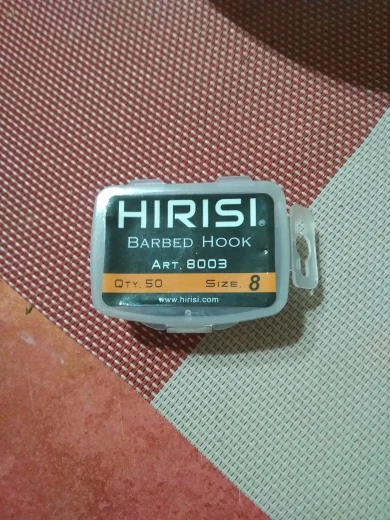 HIRISI®
BARBED HOOK
ART. 8003
QTY. 50 SIZE. 8
www.hirisi.com